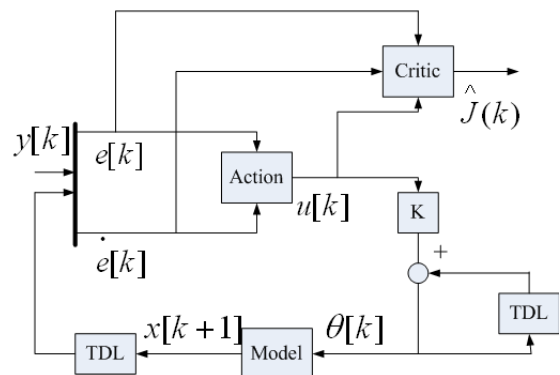 Critic
Ĵ(k)
y[k]
e[k]
Action
u[k]
K
ė[k]
+
TDL
x[k+1]
θ[k]
TDL
Model